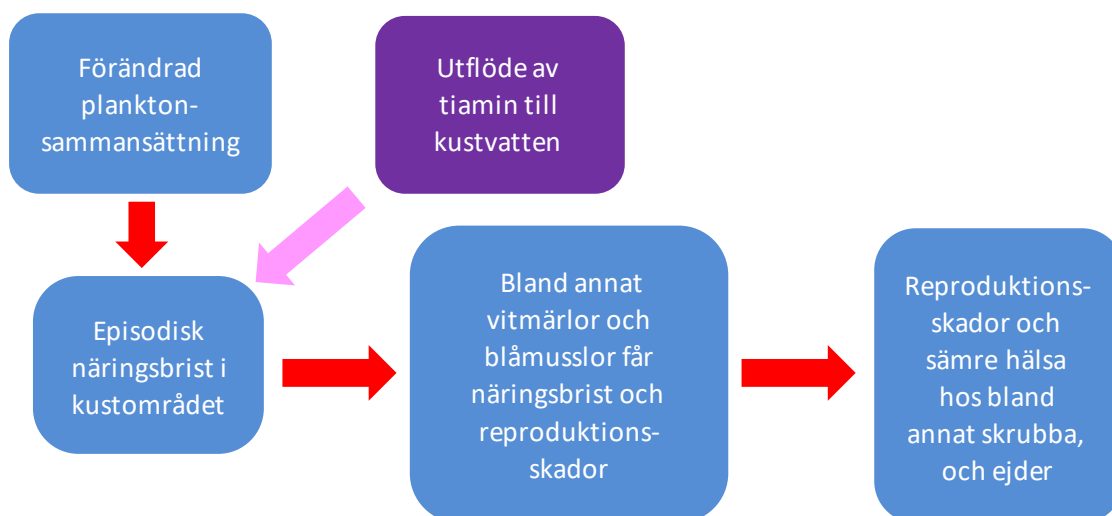 Förändrad
plankton-
sammansättning
Utflöde av
tiamin till
kustvatten
Episodisk
näringsbrist i
kustområdet
Bland annat
vitmärlor och
blåmusslor får
näringsbrist och
reproduktions-
skador
Reproduktions-
skador och
sämre hälsa
hos bland
annat skrubba,
och ejder